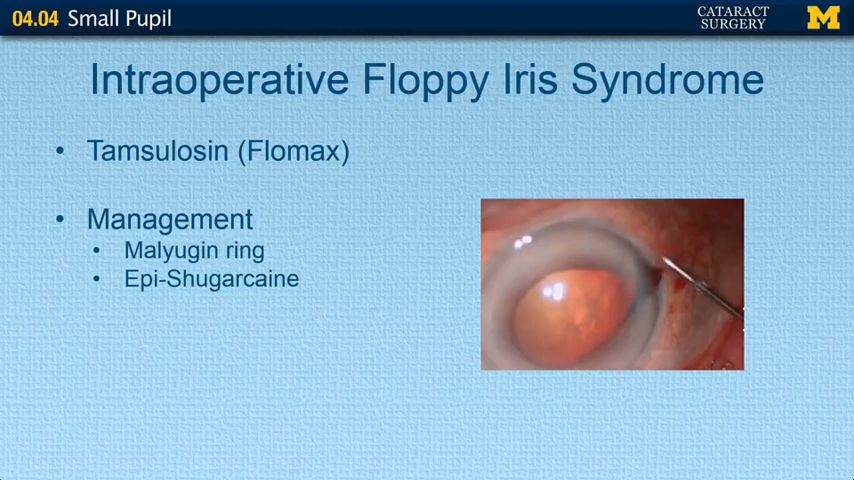 04.04 Small Pupil
CATARACT
SURGERY
M
Intraoperative Floppy Iris Syndrome
• Tamsulosin (Flomax)
• Management
• Malyugin ring
• Epi-Shugarcaine